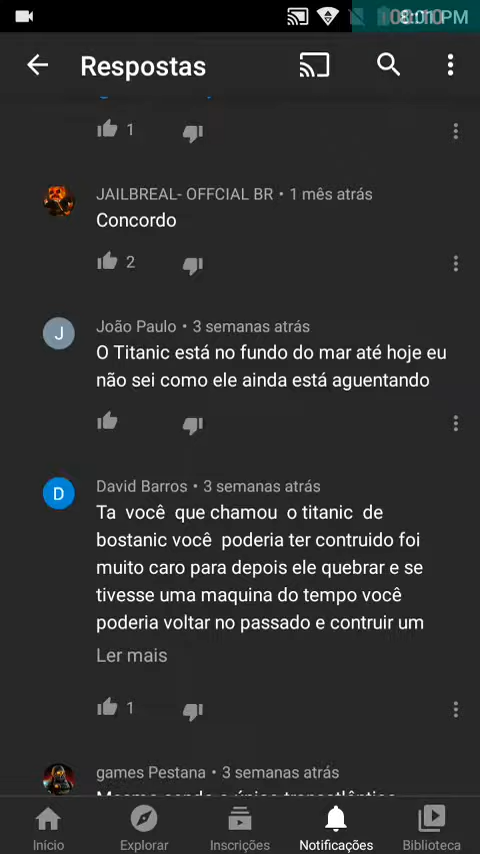 Respostas
1
JAILBREAL- OFFCIAL BR • 1 mês atrás
Concordo
2
J
João Paulo • 3 semanas atrás
O Titanic está no fundo do mar até hoje eu
não sei como ele ainda está aguentando
D
David Barros • 3 semanas atrás
Ta você que chamou o titanic de
bostanic você poderia ter contruido foi
muito caro para depois ele quebrar e se
tivesse uma maquina do tempo você
poderia voltar no passado e contruir um
Ler mais
1
games Pestana • 3 semanas atrás
Início Explorar Inscrições Notificações Biblioteca